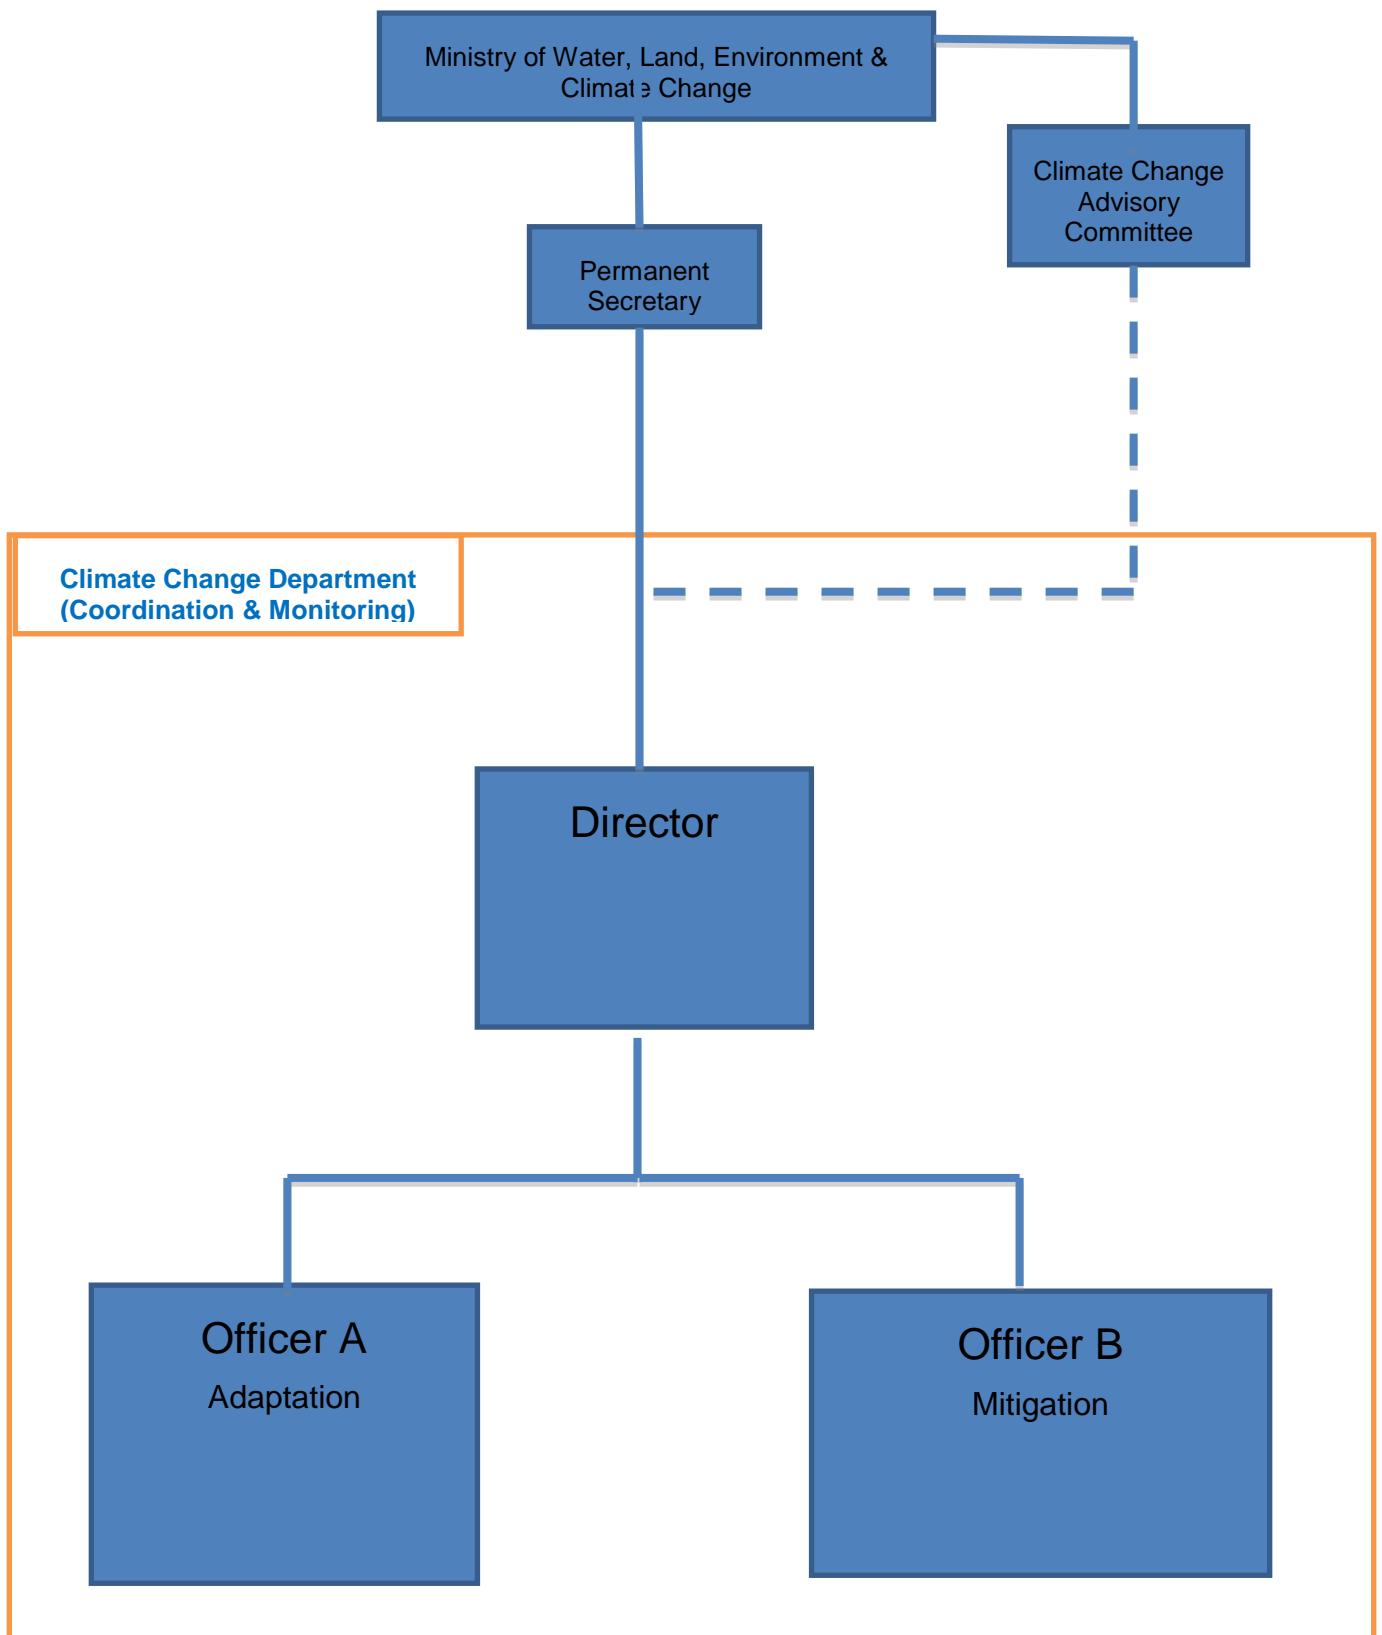 Ministry of Water, Land, Environment &
Climate Change
Climate Change
Advisory
Committee
Permanent
Secretary
Climate Change Department
(Coordination & Monitoring)
Director
Officer A
Adaptation
Officer B
Mitigation